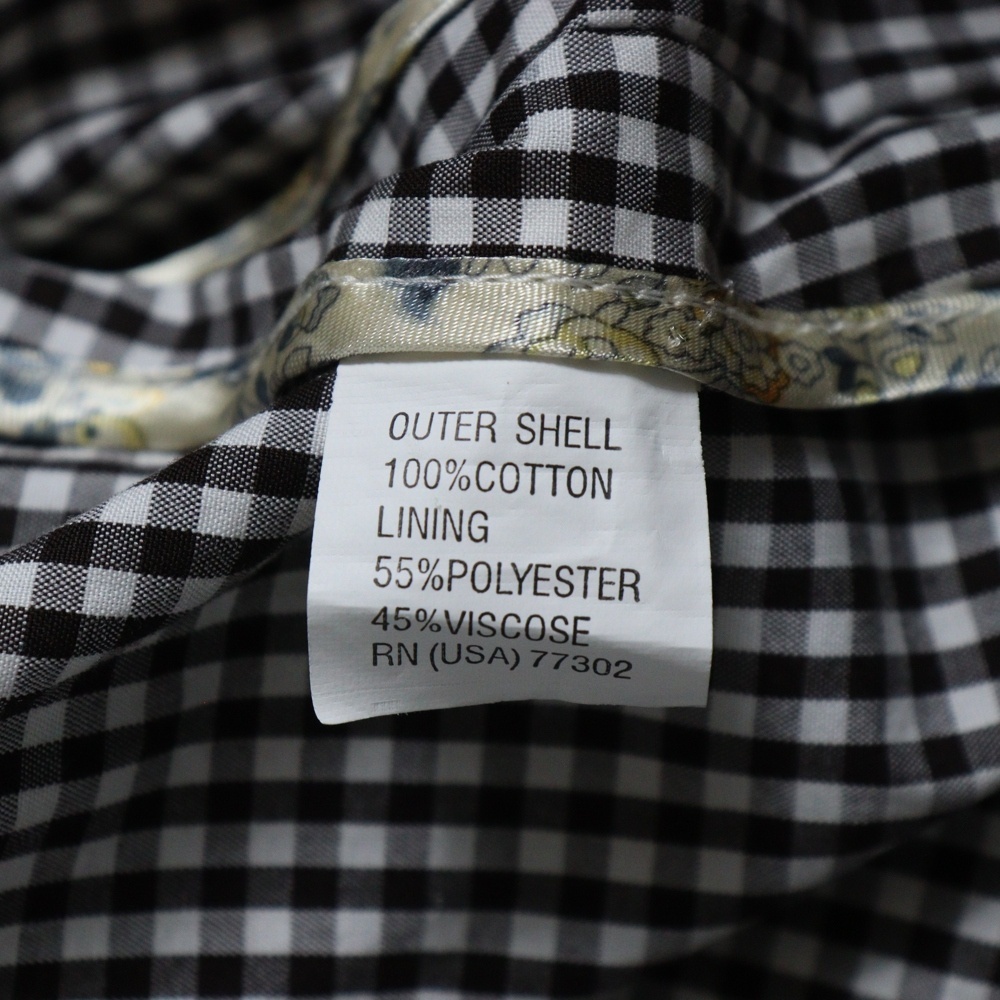 OUTER SHELL
100%COTTON
LINING
55%POLYESTER
45%VISCOSE
RN (USA) 77302